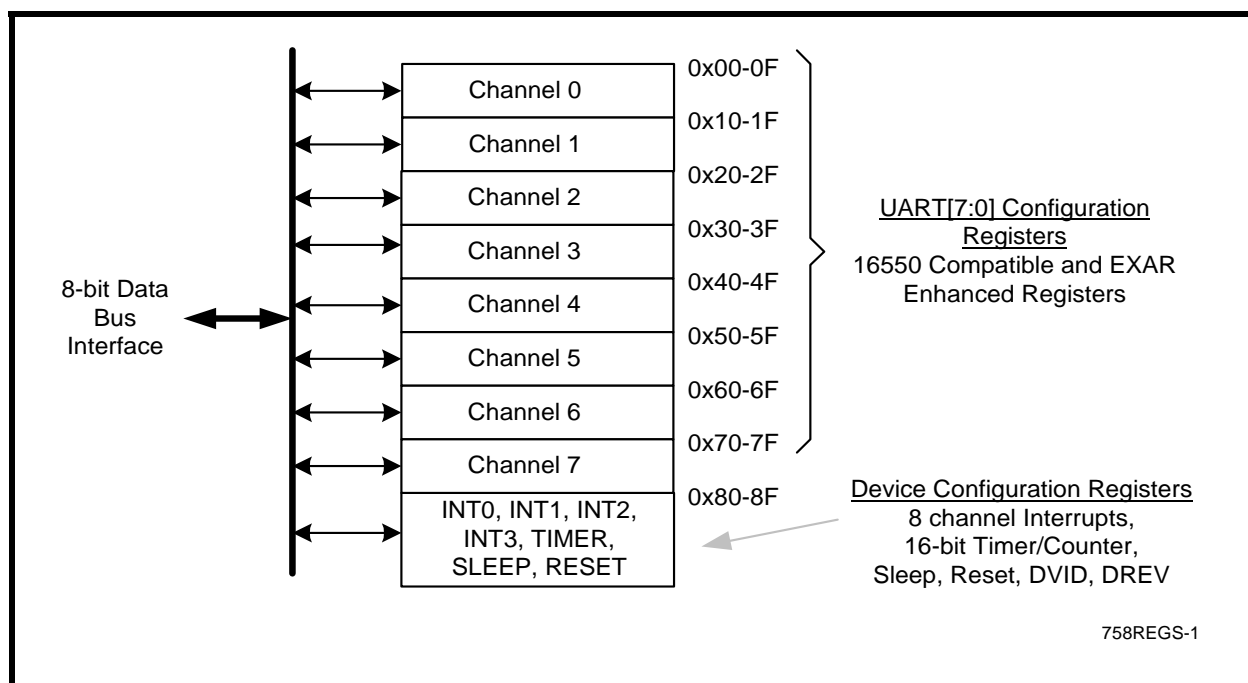 8-bit Data
Bus
Interface
Channel 0
Channel 1
Channel 2
Channel 3
Channel 4
Channel 5
Channel 6
Channel 7
INT0, INT1, INT2,
INT3, TIMER,
SLEEP, RESET
0x00-0F
0x10-1F
0x20-2F
0x30-3F
0x40-4F
0x50-5F
0x60-6F
0x70-7F
0x80-8F
UART[7:0] Configuration
Registers
16550 Compatible and EXAR
Enhanced Registers
Device Configuration Registers
8 channel Interrupts,
16-bit Timer/Counter,
Sleep, Reset, DVID, DREV
758REGS-1